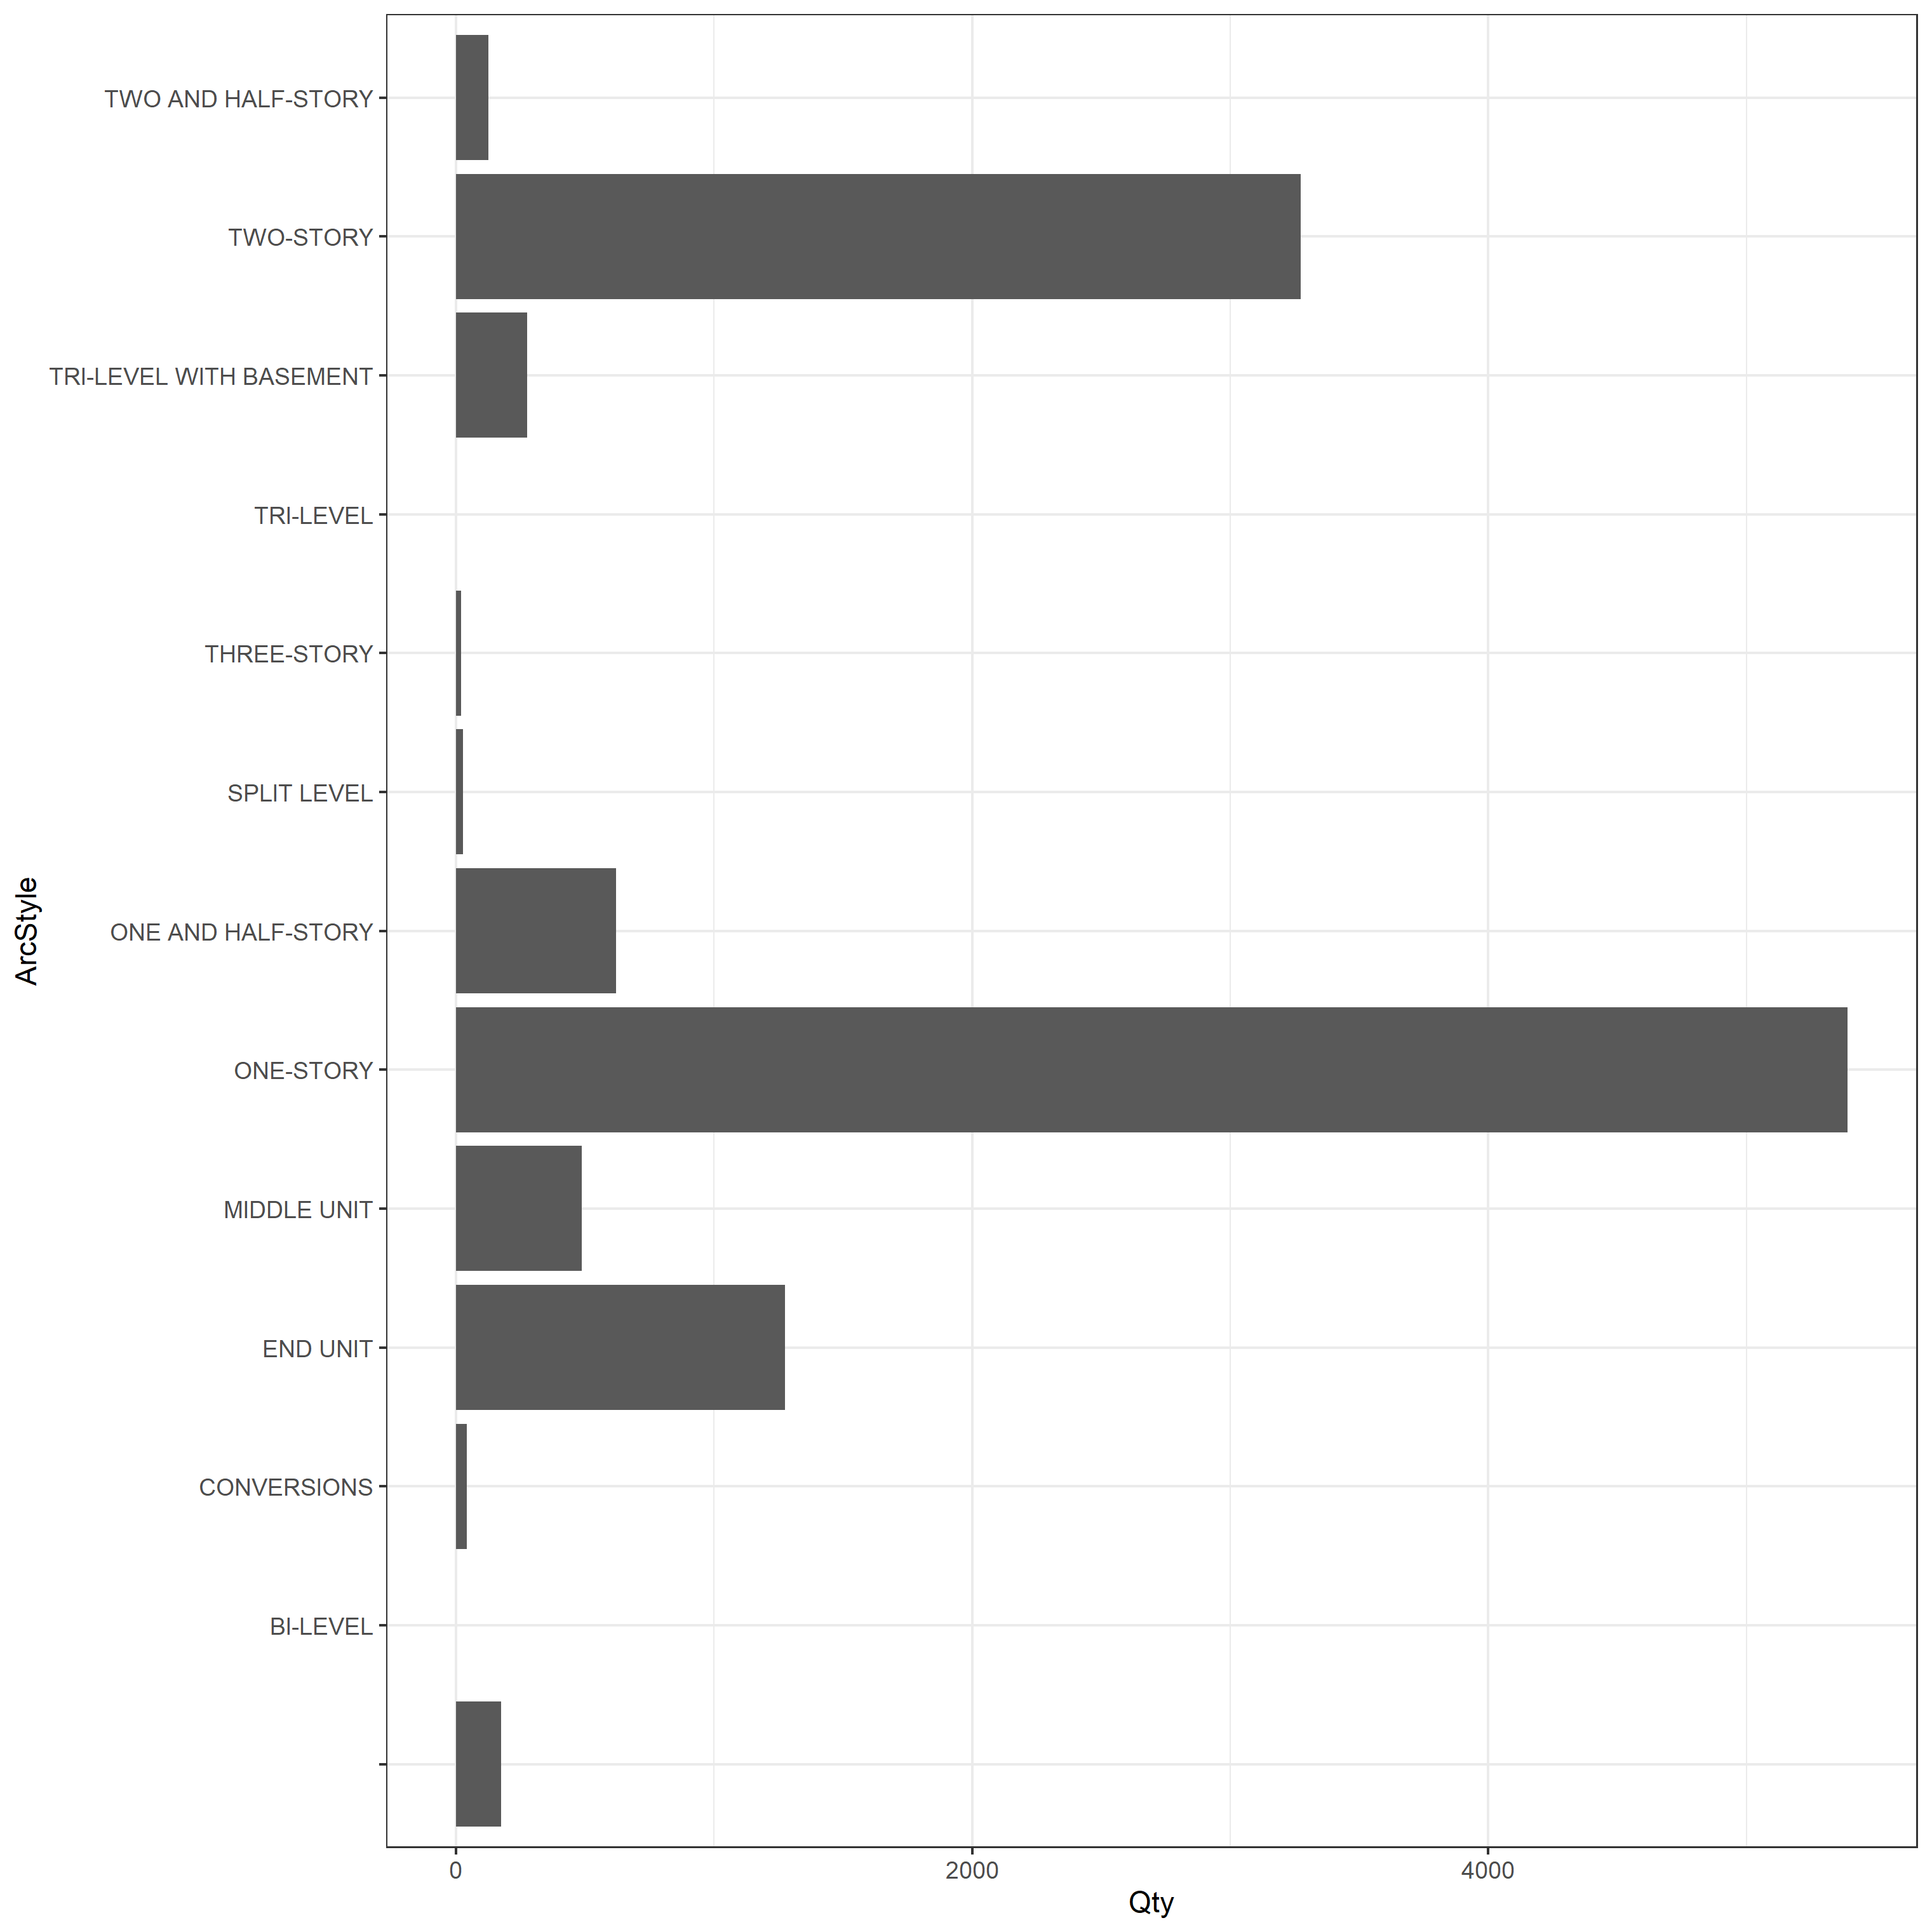 TWO AND HALF-STORY
TWO-STORY
TRI-LEVEL WITH BASEMENT
TRI-LEVEL
THREE-STORY
SPLIT LEVEL
ONE AND HALF-STORY
ONE-STORY
MIDDLE UNIT
END UNIT
CONVERSIONS
BI-LEVEL
ArcStyle
0 2000 4000
Qty